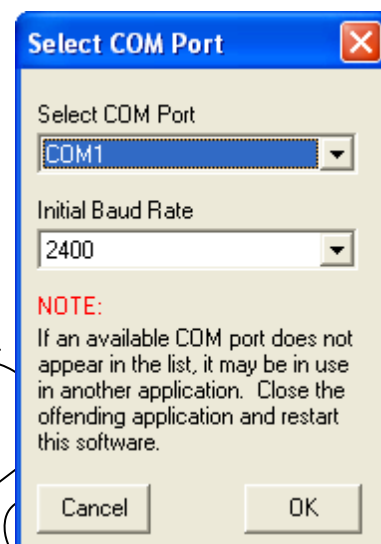 Select COM Port
Select COM Port
COM1
Initial Baud Rate
2400
NOTE:
If an available COM port does not
appear in the list, it may be in use
in another application.  Close the
offending application and restart
this software.
Cancel
OK